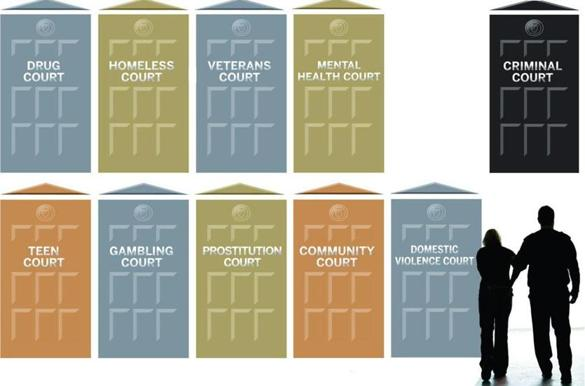 DRUG
COURT
HOMELESS
COURT
VETERANS
COURT
MENTAL
HEALTH COURT
CRIMINAL
COURT
TEEN
COURT
GAMBLING
COURT
PROSTITUTION
COURT
COMMUNITY
COURT
DOMESTIC
VIOLENCE COURT